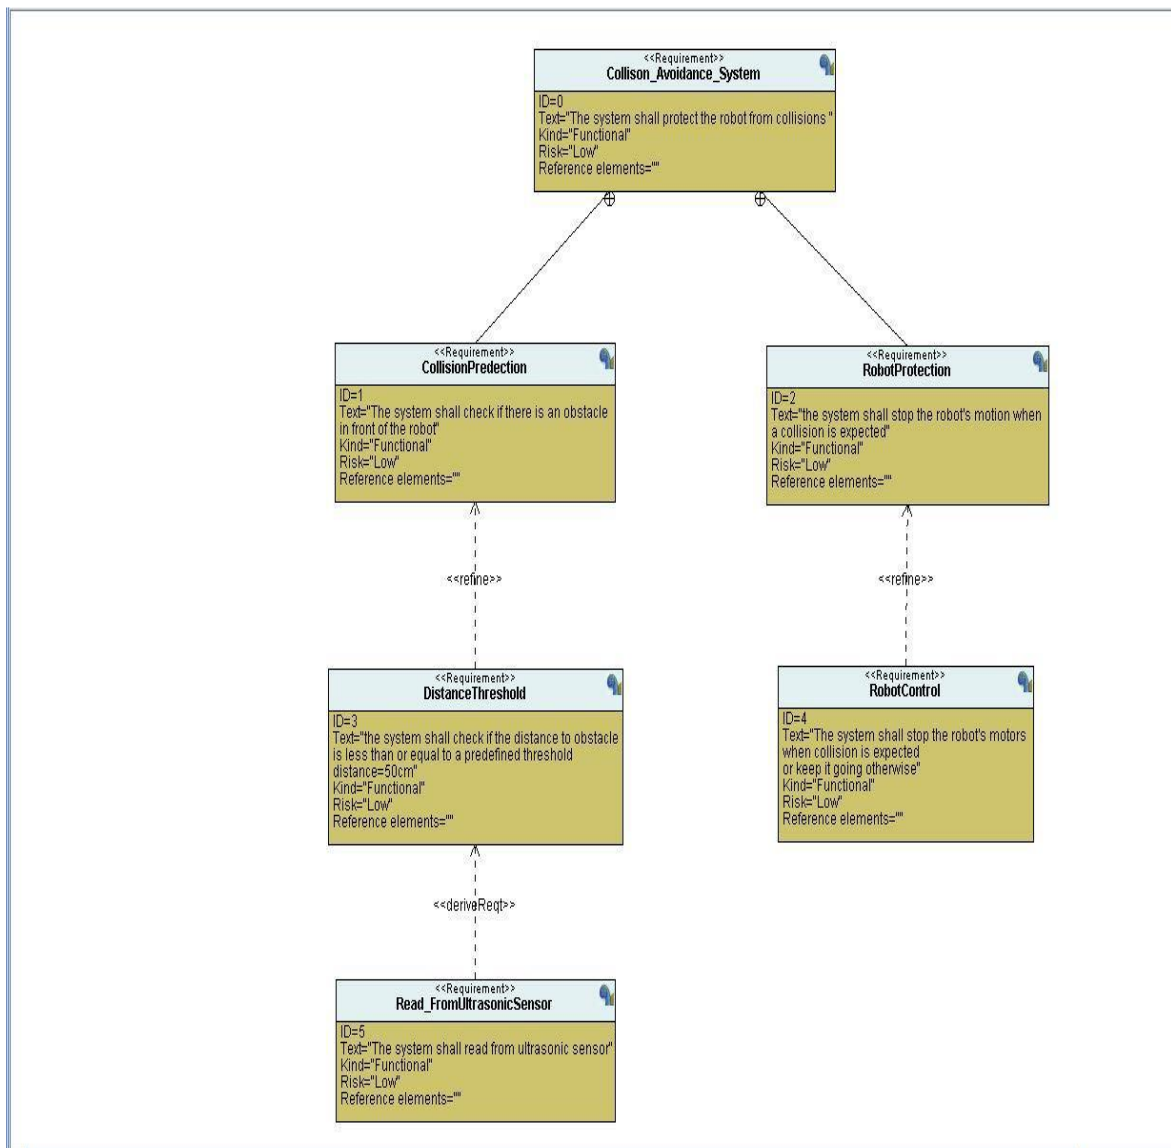 <<Requirement>>
Collison_Avoidance_System
ID=0
Text="The system shall protect the robot from collisions "
Kind="Functional"
Risk="Low"
Reference elements=""
<<Requirement>>
CollisionPredection
ID=1
Text="The system shall check if there is an obstacle
in front of the robot"
Kind="Functional"
Risk="Low"
Reference elements=""
<<Requirement>>
RobotProtection
ID=2
Text="the system shall stop the robot's motion when
a collision is expected"
Kind="Functional"
Risk="Low"
Reference elements=""
<<refine>>
<<refine>>
<<Requirement>>
DistanceThreshold
ID=3
Text="the system shall check if the distance to obstacle
is less than or equal to a predefined threshold
distance=50cm"
Kind="Functional"
Risk="Low"
Reference elements=""
<<Requirement>>
RobotControl
ID=4
Text="The system shall stop the robot's motors
when collision is expected
or keep it going otherwise"
Kind="Functional"
Risk="Low"
Reference elements=""
<<deriveReqt>>
<<Requirement>>
Read_FromUltrasonicSensor
ID=5
Text="The system shall read from ultrasonic sensor"
Kind="Functional"
Risk="Low"
Reference elements=""